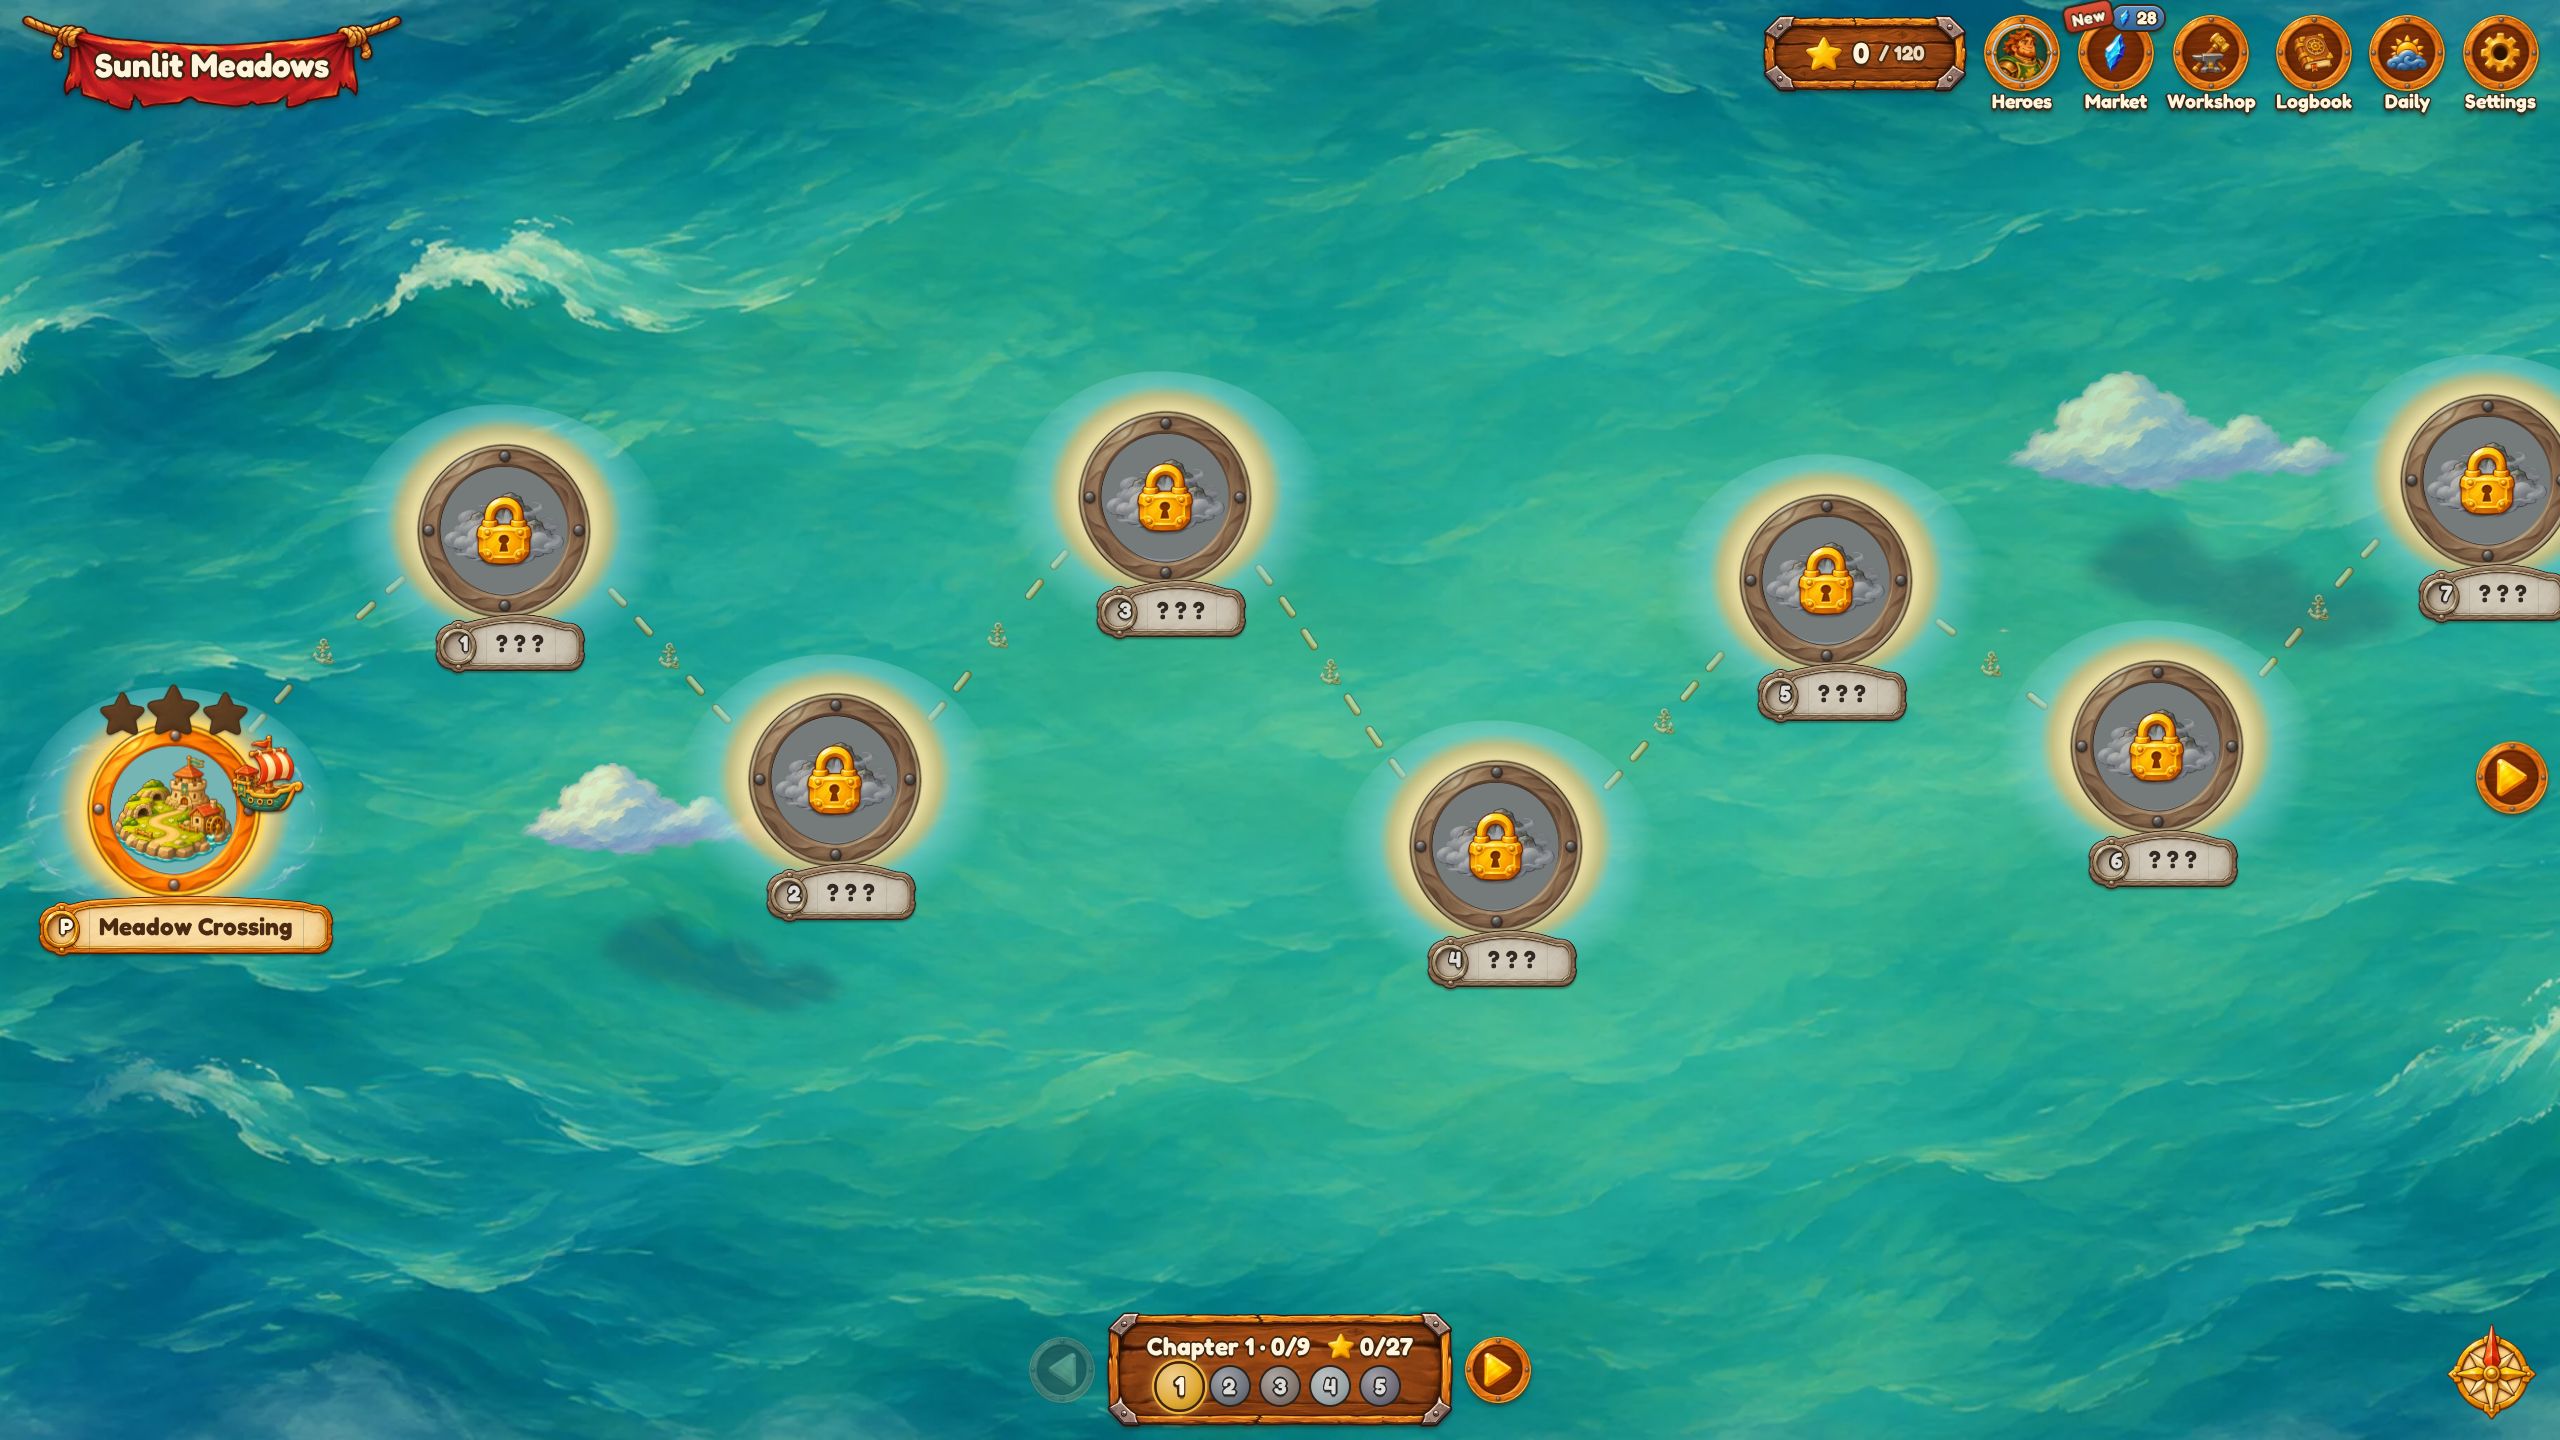 Sunlit Meadows
0 / 120
New
28
Heroes
Market
Workshop
Logbook
Daily
Settings
1 ???
2 ???
3 ???
4 ???
5 ???
6 ???
7 ???
P Meadow Crossing
Chapter 1 · 0/9 0/27
1 2 3 4 5